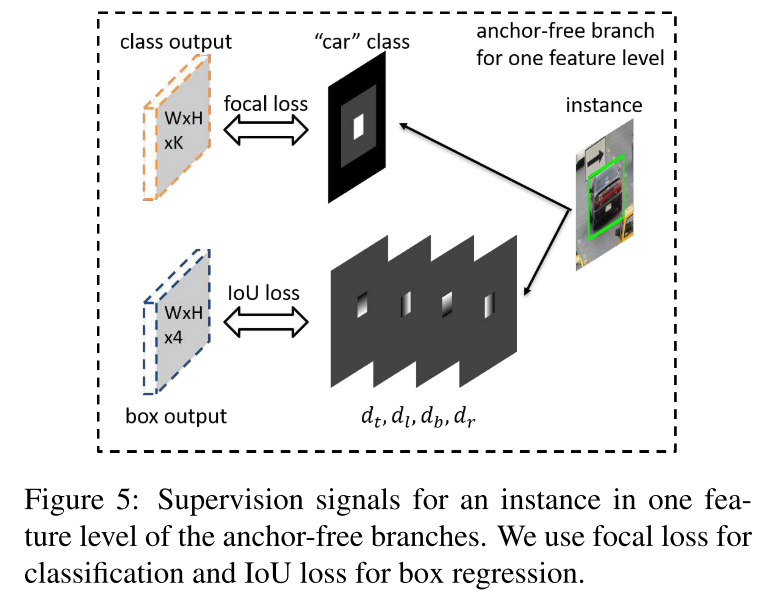 class output
"car" class
anchor-free branch
for one feature level
focal loss
WxH
xK
instance
IoU loss
WxH
x4
box output
d_t, d_l, d_b, d_r
Figure 5: Supervision signals for an instance in one fea-
ture level of the anchor-free branches. We use focal loss for
classification and IoU loss for box regression.